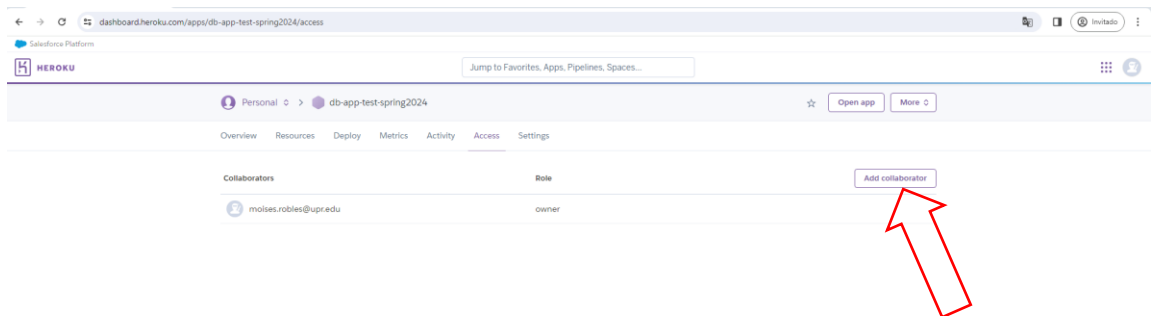 dashboard.heroku.com/apps/db-app-test-spring2024/access
Invitado
Salesforce Platform
HEROKU
Jump to Favorites, Apps, Pipelines, Spaces...
Personal > db-app-test-spring2024
Open app
More
Overview Resources Deploy Metrics Activity Access Settings
Collaborators Role Add collaborator
moises.robles@upr.edu owner